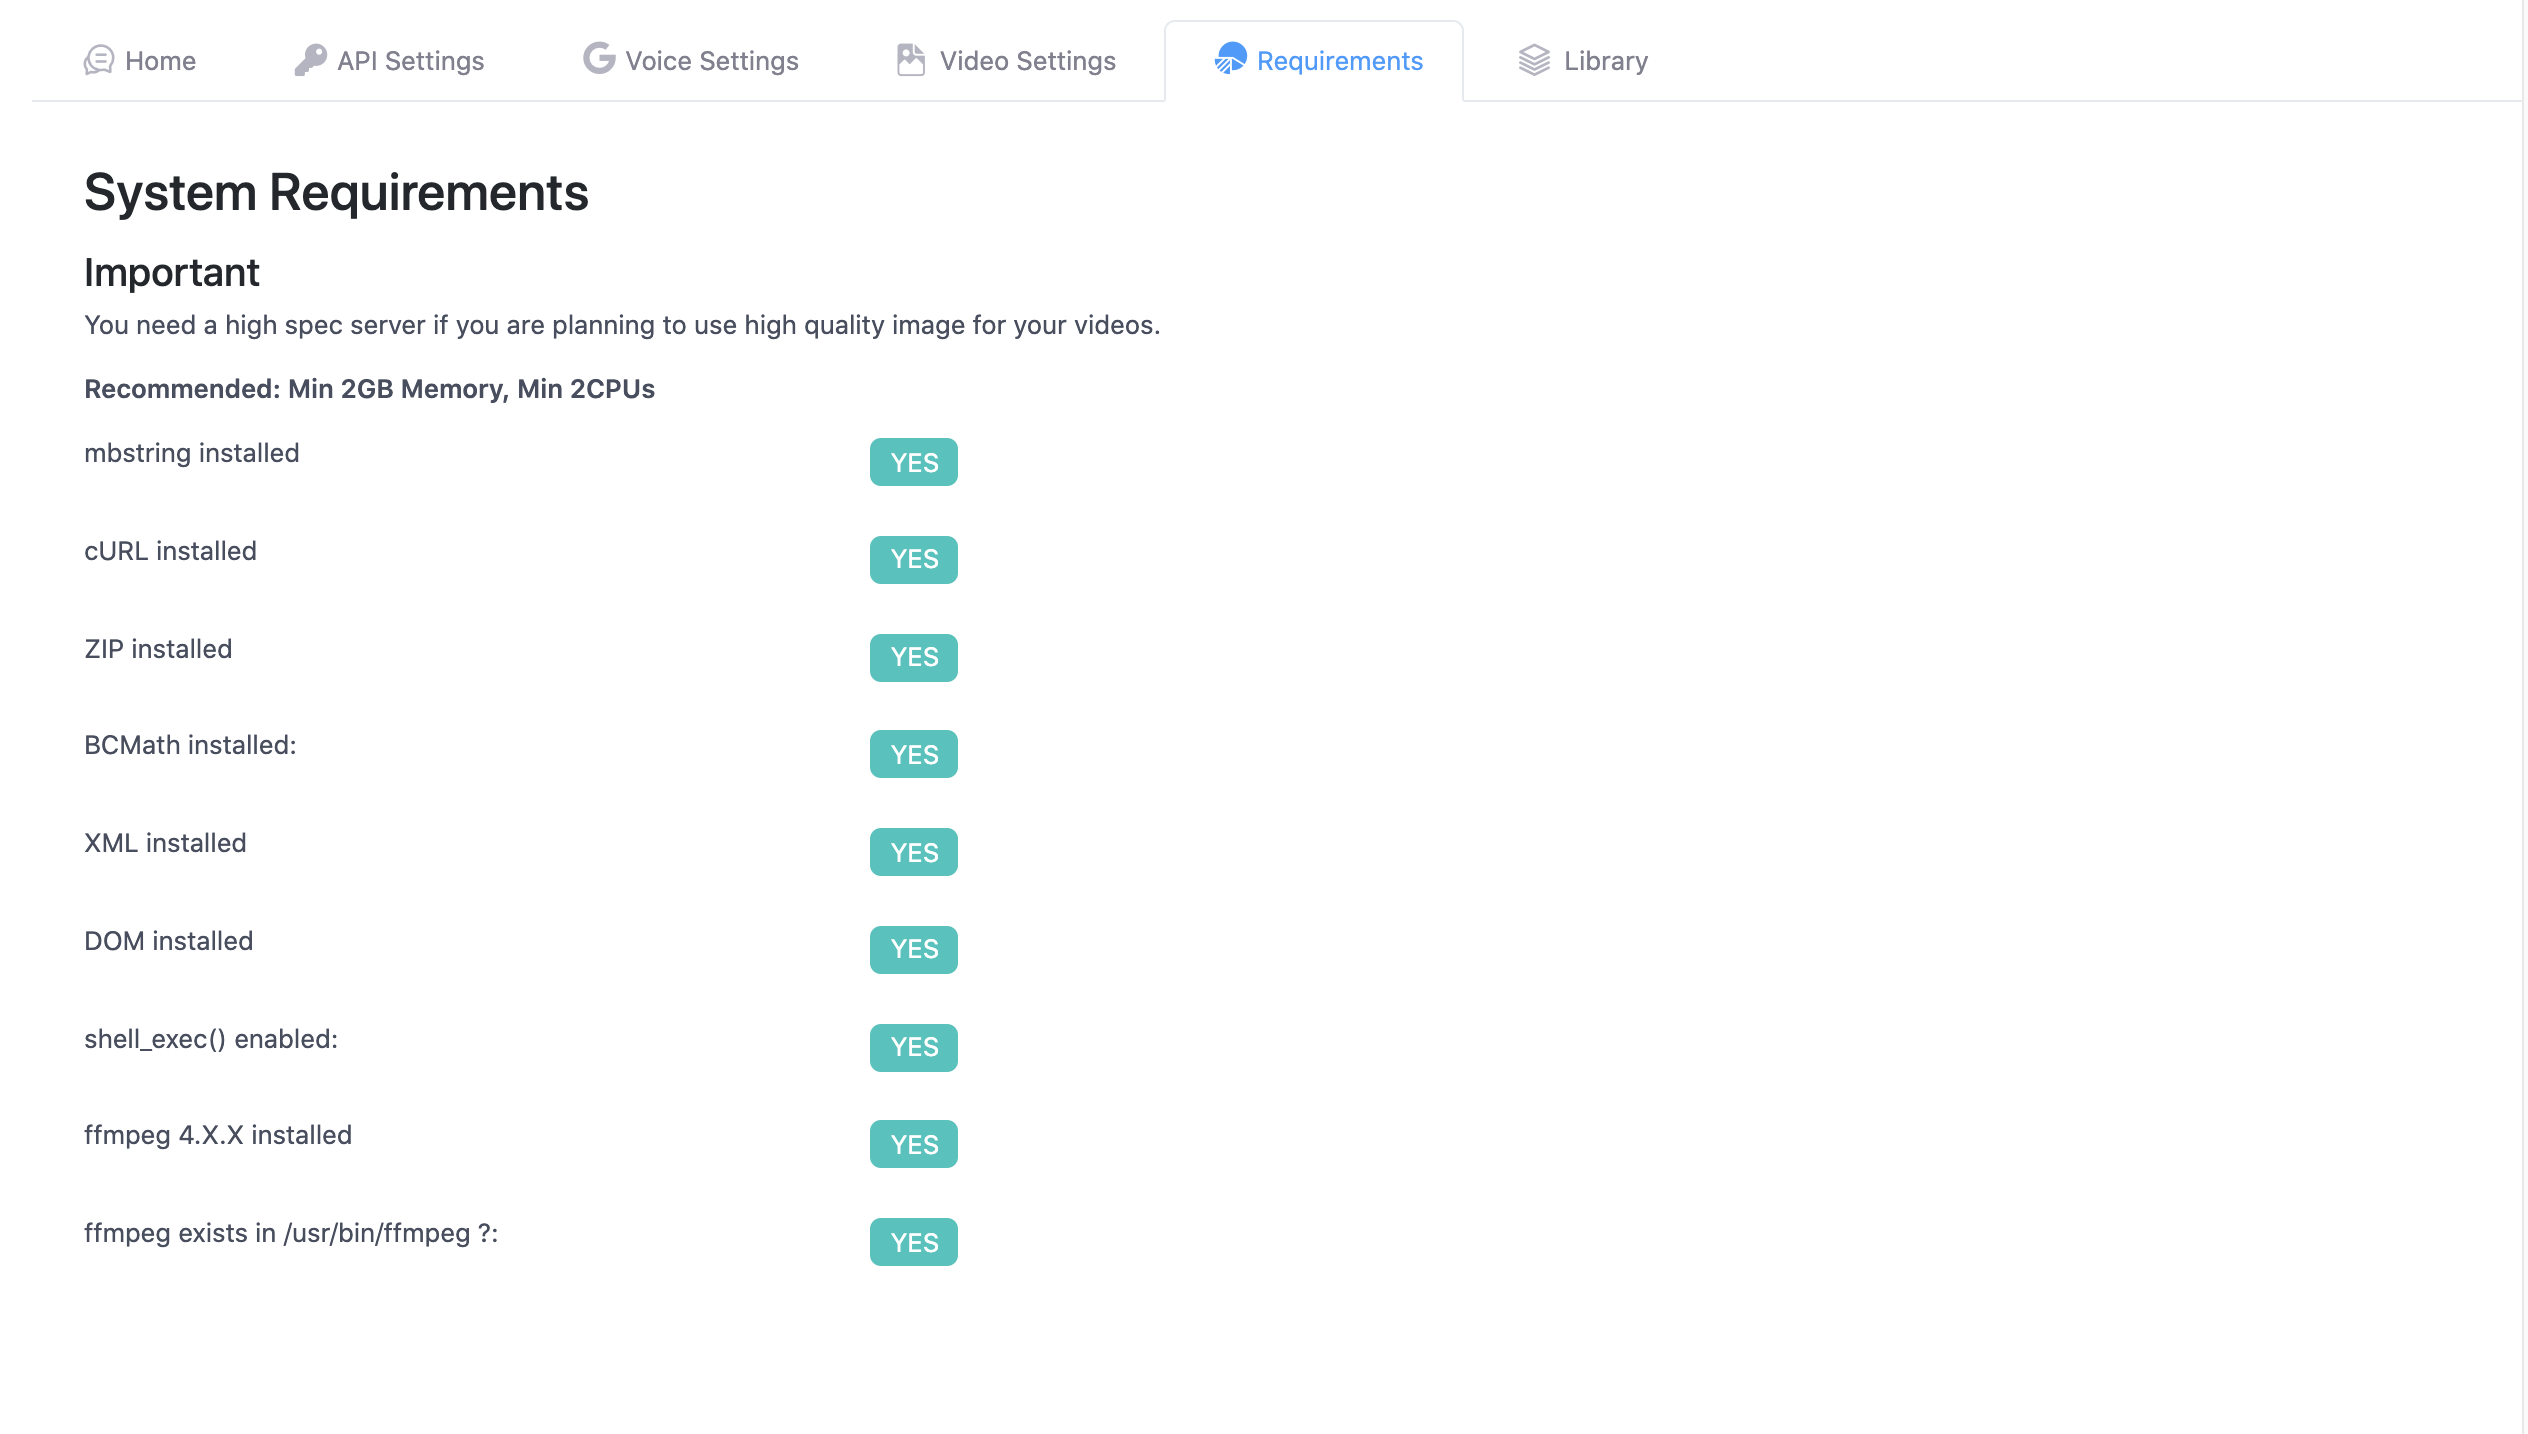 Home API Settings Voice Settings Video Settings Requirements Library
System Requirements
Important
You need a high spec server if you are planning to use high quality image for your videos.
Recommended: Min 2GB Memory, Min 2CPUs
mbstring installed YES
cURL installed YES
ZIP installed YES
BCMath installed: YES
XML installed YES
DOM installed YES
shell_exec() enabled: YES
ffmpeg 4.X.X installed YES
ffmpeg exists in /usr/bin/ffmpeg ?: YES